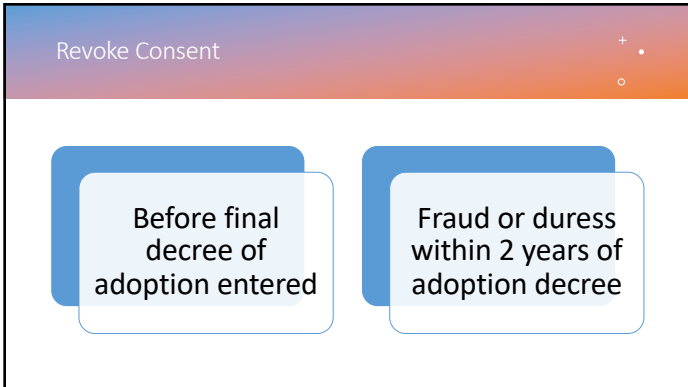 Revoke Consent
Before final
decree of
adoption entered
Fraud or duress
within 2 years of
adoption decree